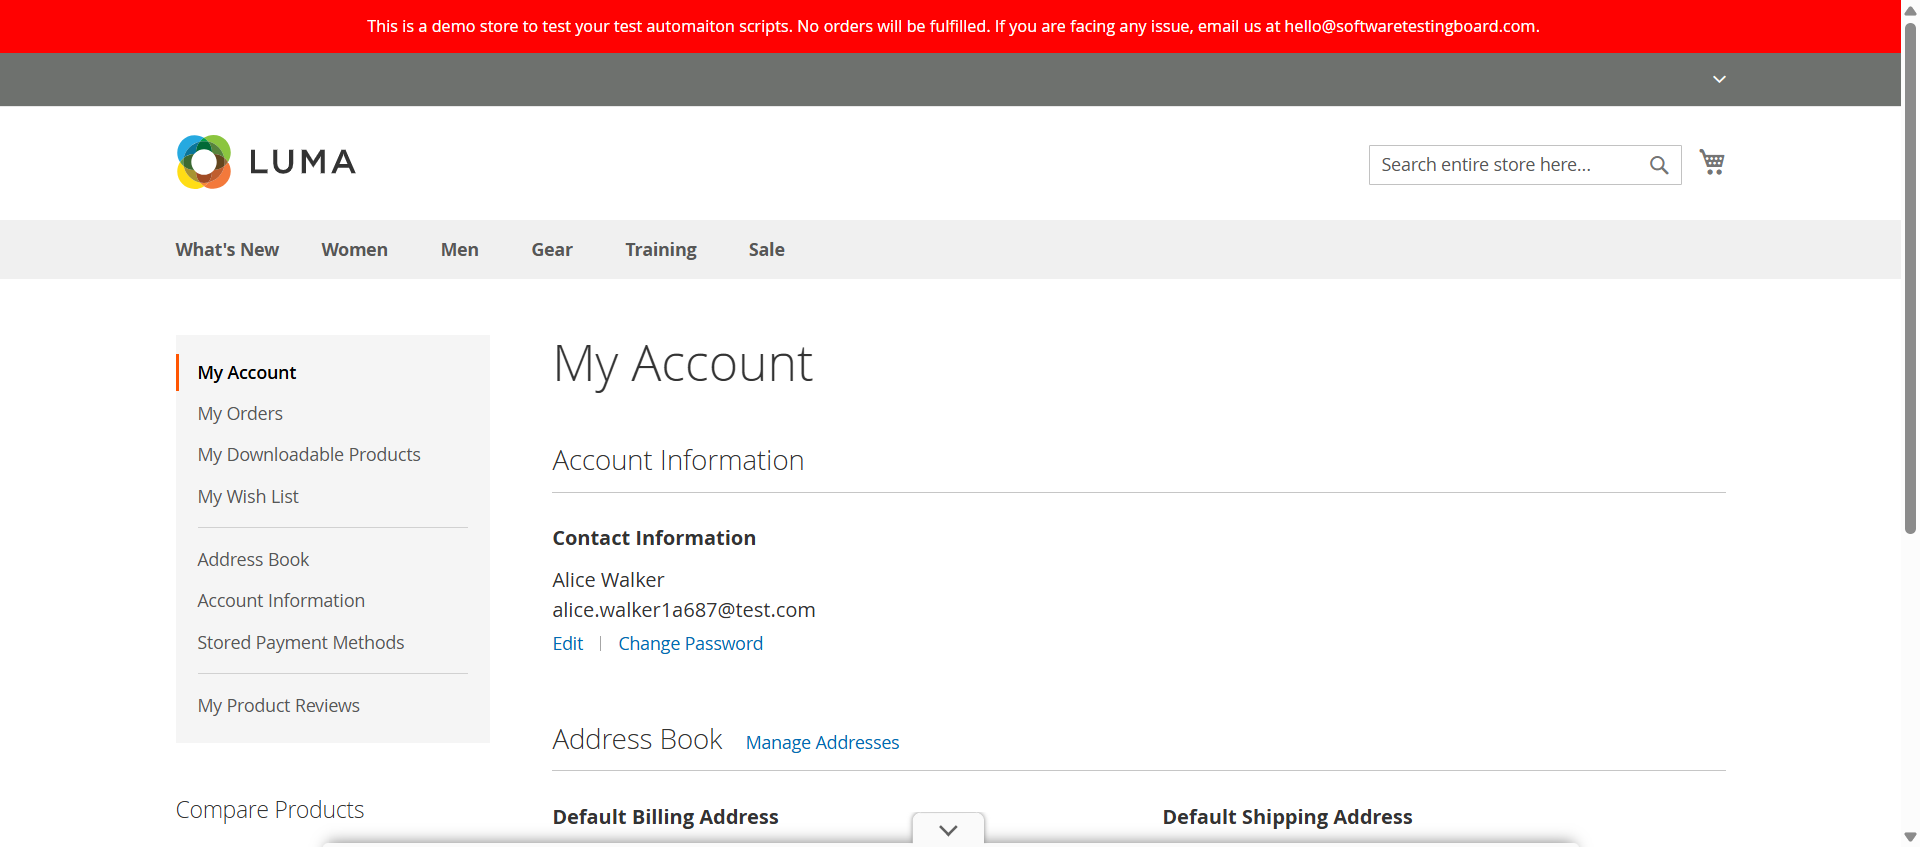 This is a demo store to test your test automaiton scripts. No orders will be fulfilled. If you are facing any issue, email us at hello@softwaretestingboard.com.
LUMA
Search entire store here...
What's New
Women
Men
Gear
Training
Sale
My Account
My Orders
My Downloadable Products
My Wish List
Address Book
Account Information
Stored Payment Methods
My Product Reviews
Compare Products
My Account
Account Information
Contact Information
Alice Walker
alice.walker1a687@test.com
Edit | Change Password
Address Book Manage Addresses
Default Billing Address
Default Shipping Address